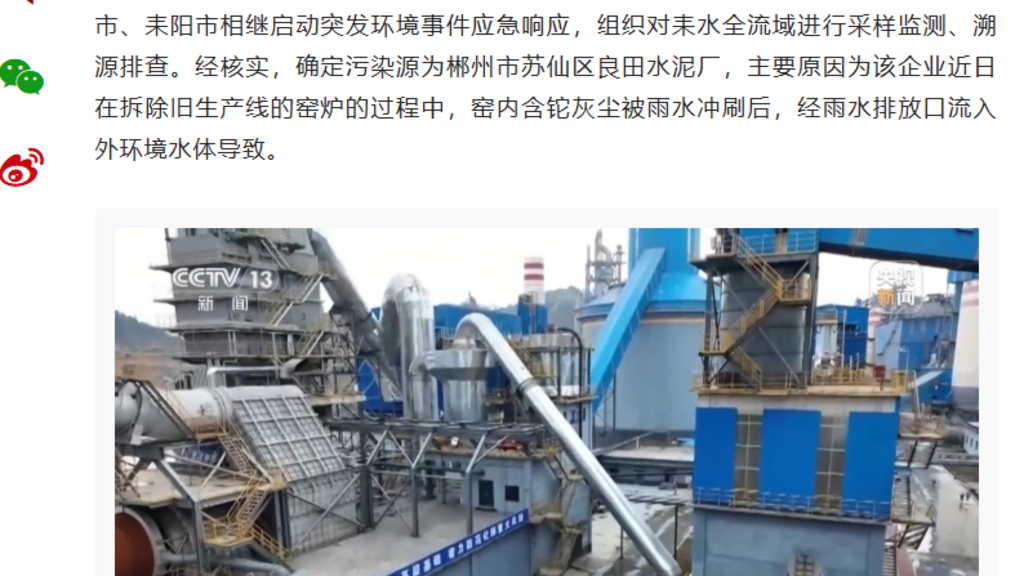 市、耒阳市相继启动突发环境事件应急响应，组织对耒水全流域进行采样监测、溯
源排查。经核实，确定污染源为郴州市苏仙区良田水泥厂，主要原因为该企业近日
在拆除旧生产线的窑炉的过程中，窑内含铊灰尘被雨水冲刷后，经雨水排放口流入
外环境水体导致。
CCTV 13
新闻
央视
新闻